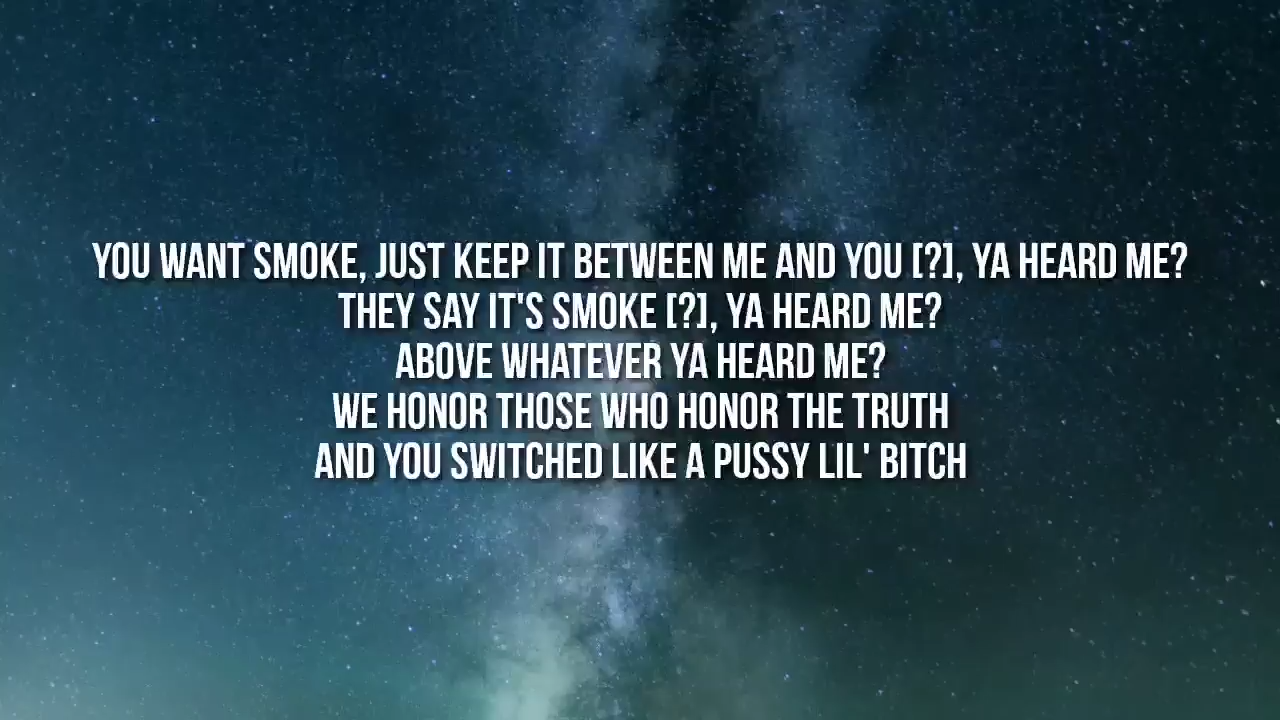 YOU WANT SMOKE, JUST KEEP IT BETWEEN ME AND YOU [?], YA HEARD ME?
THEY SAY IT'S SMOKE [?], YA HEARD ME?
ABOVE WHATEVER YA HEARD ME?
WE HONOR THOSE WHO HONOR THE TRUTH
AND YOU SWITCHED LIKE A PUSSY LIL' BITCH